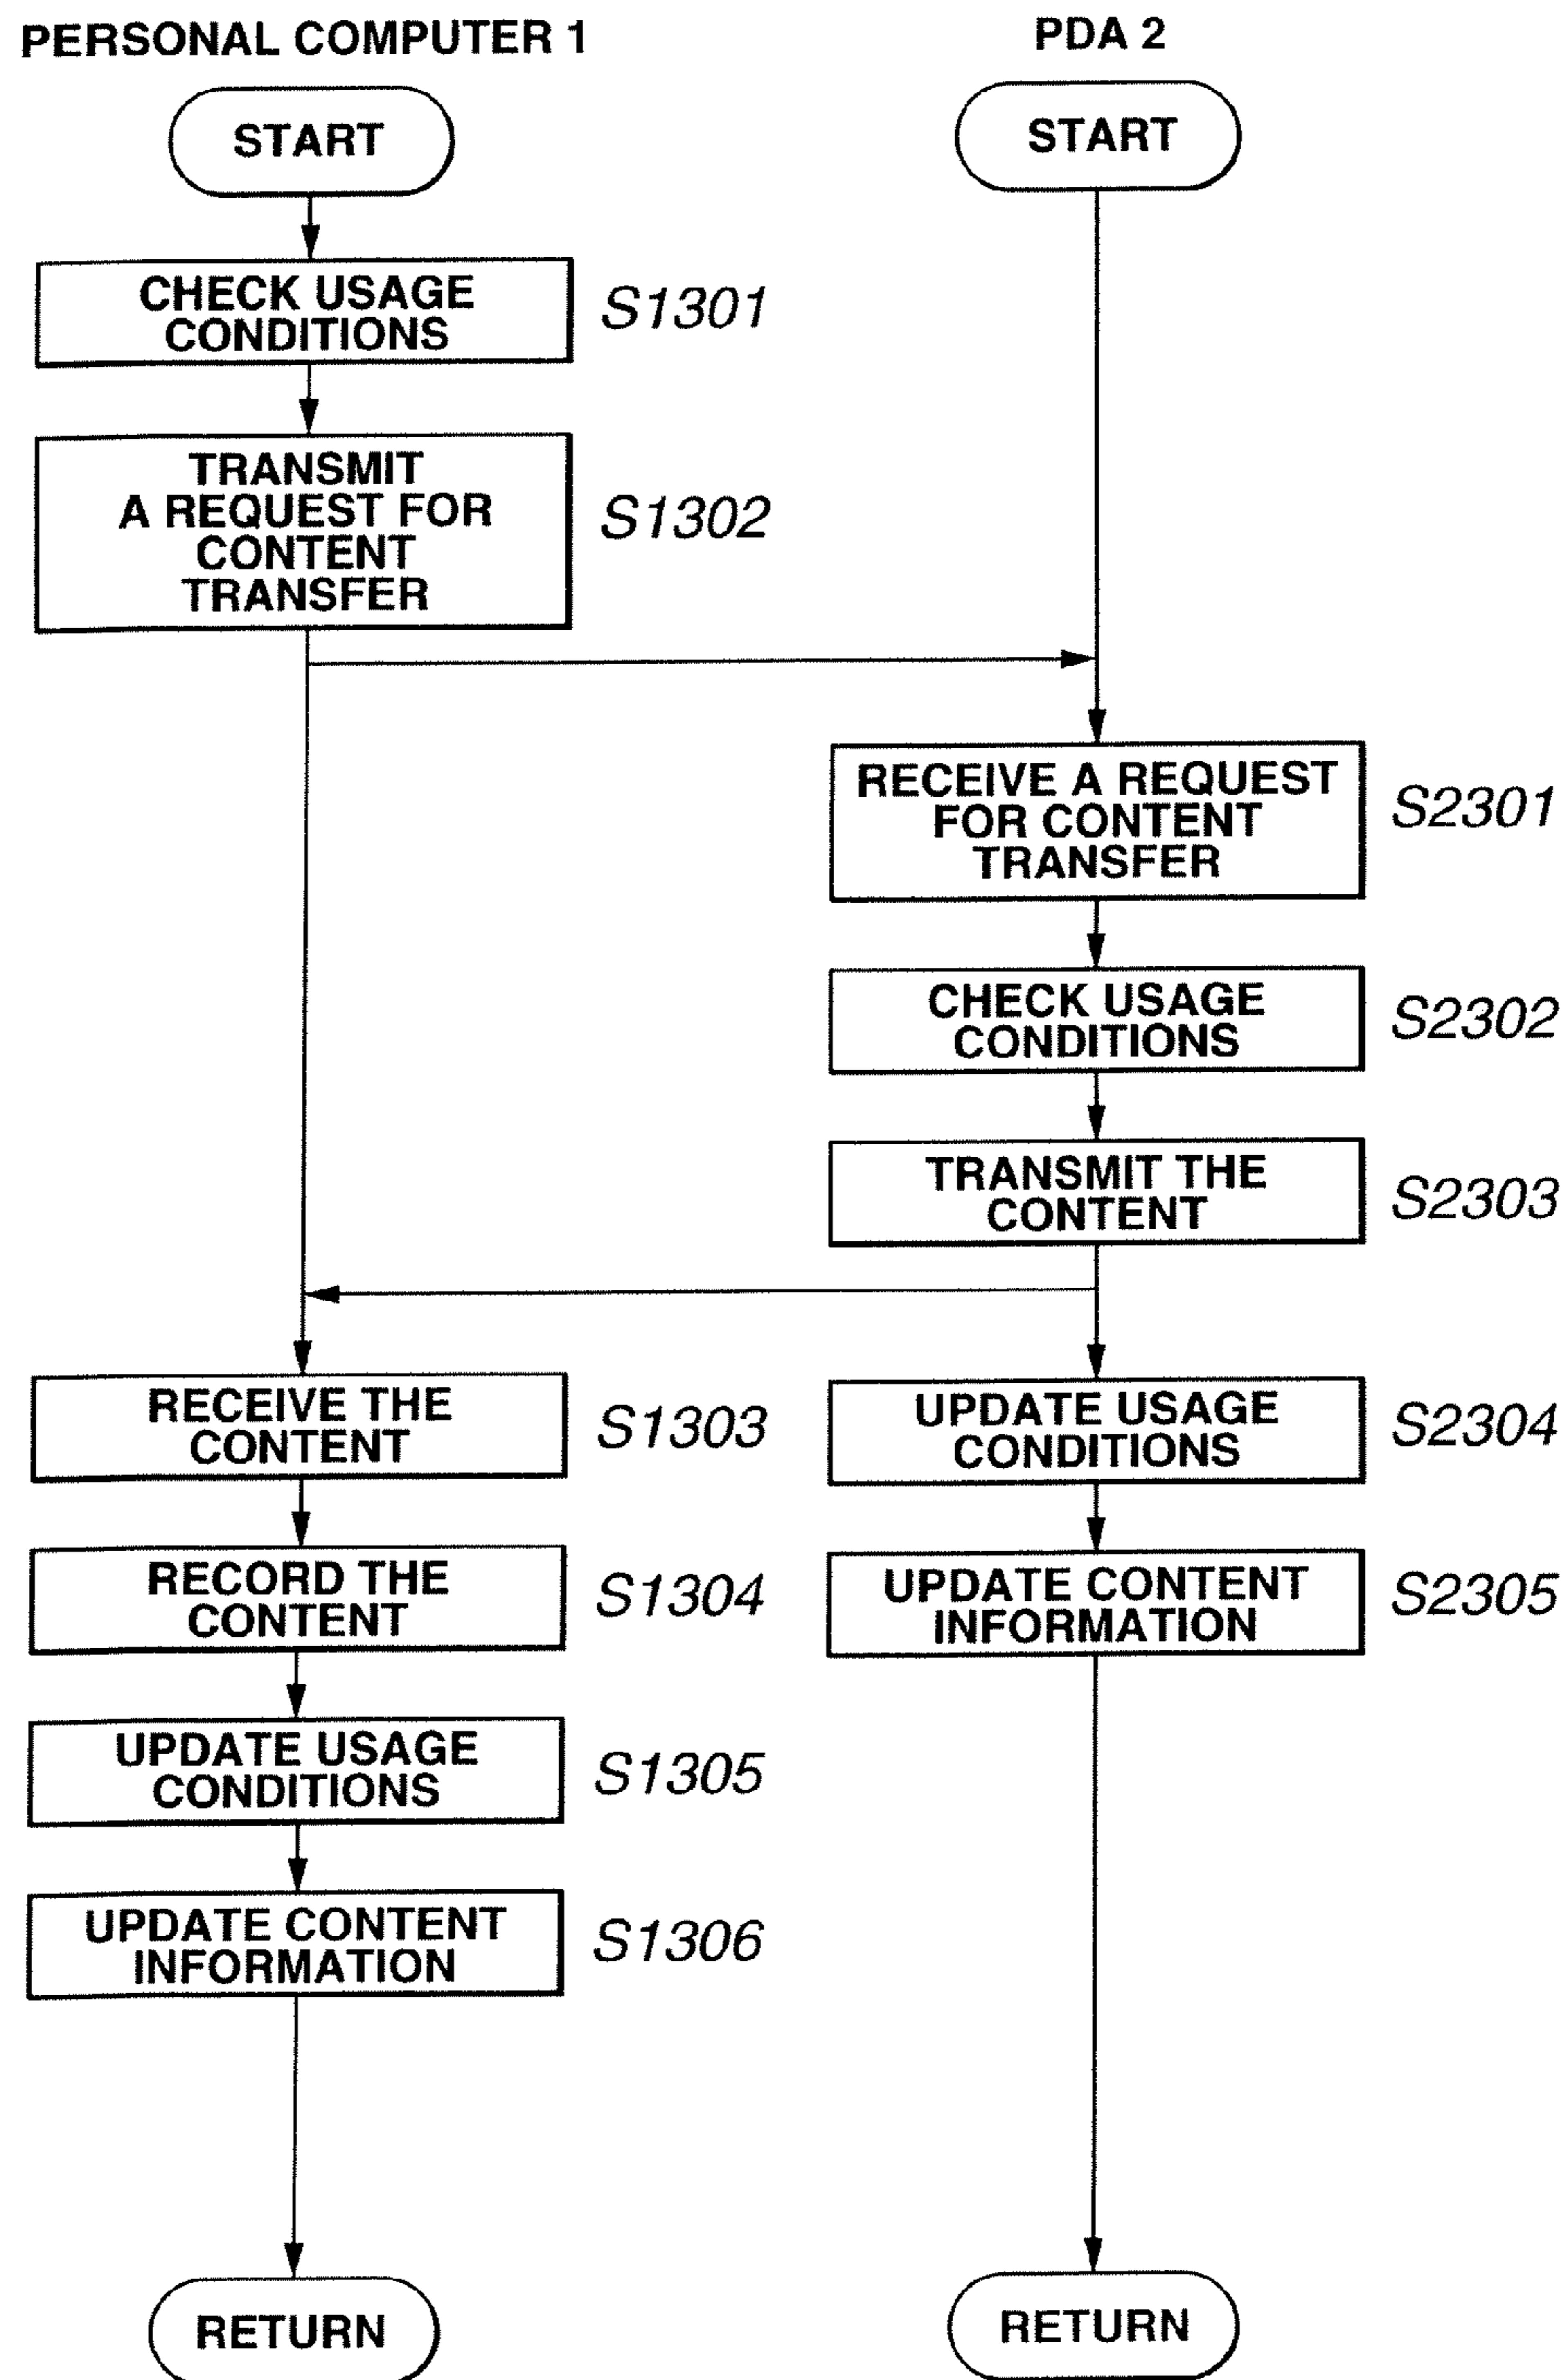 PERSONAL COMPUTER 1
PDA 2
START
START
CHECK USAGE
CONDITIONS
S1301
TRANSMIT
A REQUEST FOR
CONTENT
TRANSFER
S1302
RECEIVE A REQUEST
FOR CONTENT
TRANSFER
S2301
CHECK USAGE
CONDITIONS
S2302
TRANSMIT THE
CONTENT
S2303
RECEIVE THE
CONTENT
S1303
UPDATE USAGE
CONDITIONS
S2304
RECORD THE
CONTENT
S1304
UPDATE CONTENT
INFORMATION
S2305
UPDATE USAGE
CONDITIONS
S1305
UPDATE CONTENT
INFORMATION
S1306
RETURN
RETURN